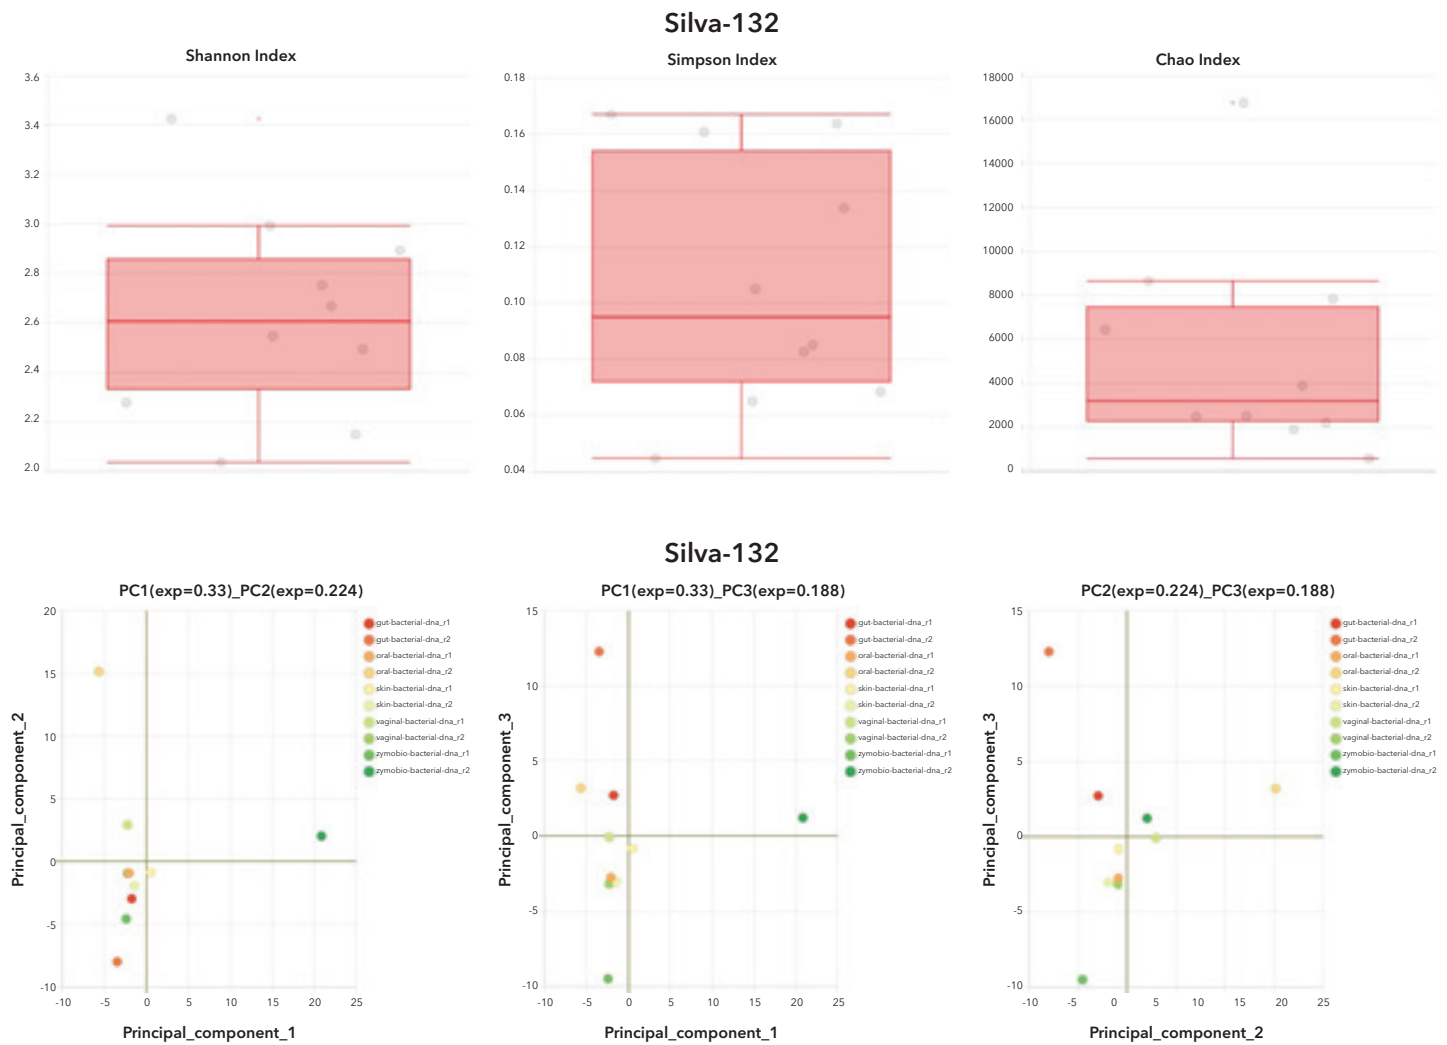 Silva-132
Shannon Index
3.6
3.4
3.2
3.0
2.8
2.6
2.4
2.2
2.0
Simpson Index
0.18
0.16
0.14
0.12
0.10
0.08
0.06
0.04
Chao Index
18000
16000
14000
12000
10000
8000
6000
4000
2000
0
Silva-132
PC1(exp=0.33)_PC2(exp=0.224)
Principal_component_2
20
15
10
5
0
-5
-10
-10 -5 0 5 10 15 20 25
Principal_component_1
gut-bacterial-dna_r1
gut-bacterial-dna_r2
oral-bacterial-dna_r1
oral-bacterial-dna_r2
skin-bacterial-dna_r1
skin-bacterial-dna_r2
vaginal-bacterial-dna_r1
vaginal-bacterial-dna_r2
zymobio-bacterial-dna_r1
zymobio-bacterial-dna_r2
PC1(exp=0.33)_PC3(exp=0.188)
Principal_component_3
15
10
5
0
-5
-10
-10 -5 0 5 10 15 20 25
Principal_component_1
gut-bacterial-dna_r1
gut-bacterial-dna_r2
oral-bacterial-dna_r1
oral-bacterial-dna_r2
skin-bacterial-dna_r1
skin-bacterial-dna_r2
vaginal-bacterial-dna_r1
vaginal-bacterial-dna_r2
zymobio-bacterial-dna_r1
zymobio-bacterial-dna_r2
PC2(exp=0.224)_PC3(exp=0.188)
Principal_component_3
15
10
5
0
-5
-10
-10 -5 0 5 10 15 20 25
Principal_component_2
gut-bacterial-dna_r1
gut-bacterial-dna_r2
oral-bacterial-dna_r1
oral-bacterial-dna_r2
skin-bacterial-dna_r1
skin-bacterial-dna_r2
vaginal-bacterial-dna_r1
vaginal-bacterial-dna_r2
zymobio-bacterial-dna_r1
zymobio-bacterial-dna_r2